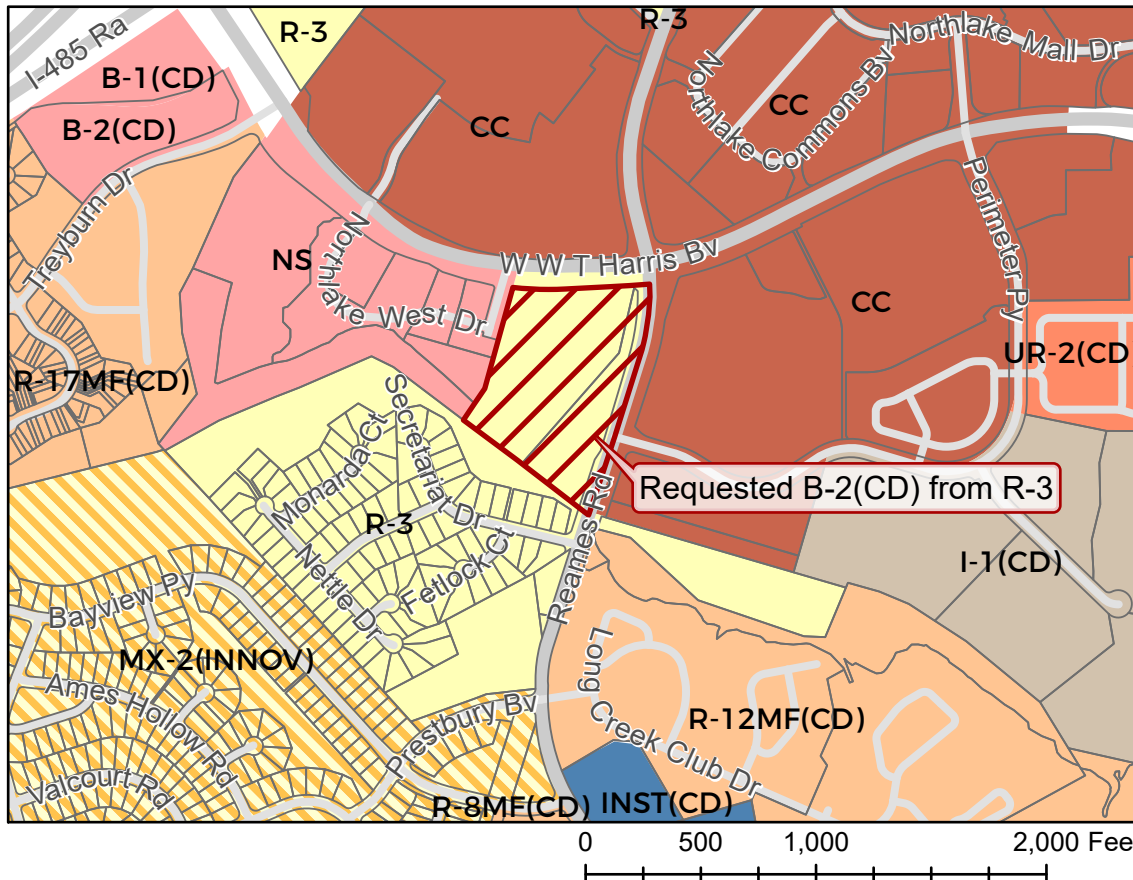 R-3
R-3
Northlake Mall Dr
I-485 Ra
B-1(CD)
B-2(CD)
CC
CC
Northlake Commons Bv
Treyburn Dr
Perimeter Py
NS
Northlake West Dr
W W T Harris Bv
CC
UR-2(CD
R-17MF(CD)
Secretariat Dr
Monarda Ct
Requested B-2(CD) from R-3
R-3
Reames Rd
Fetlock Ct
Nettle Dr
I-1(CD)
Bayview Py
MX-2(INNOV)
Ames Hollow Rd
Long Creek Club Dr
Prestbury Bv
R-12MF(CD)
Valcourt Rd
R-8MF(CD)
INST(CD)
0 500 1,000 2,000 Fee